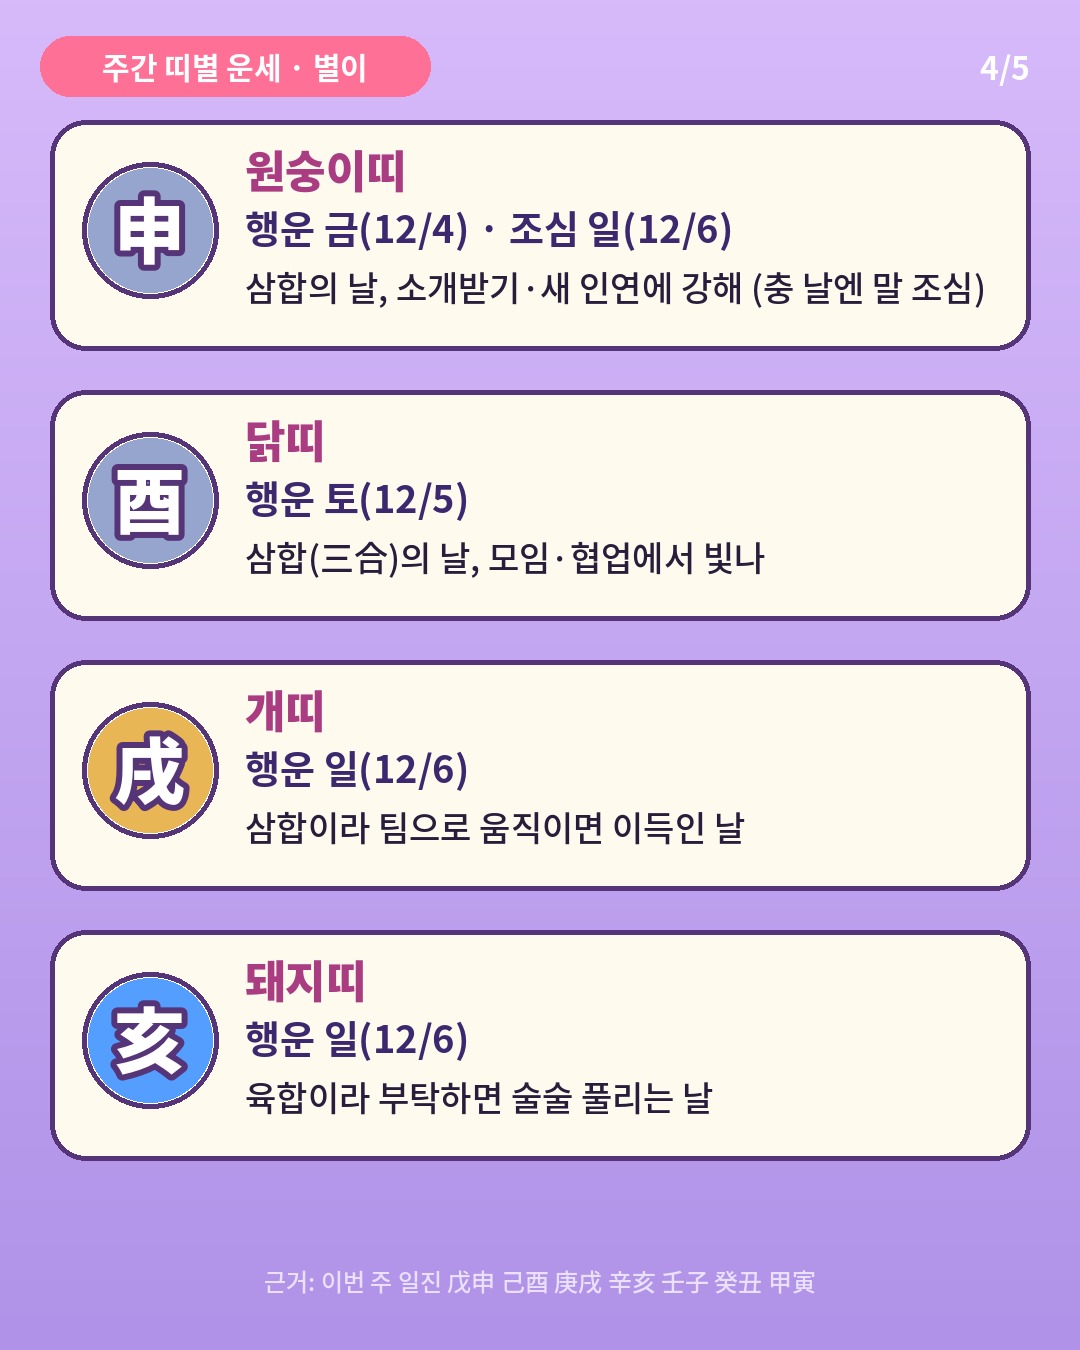 주간 띠별 운세 · 별이
4/5
申
원숭이띠
행운 금(12/4) · 조심 일(12/6)
삼합의 날, 소개받기·새 인연에 강해 (충 날엔 말 조심)
酉
닭띠
행운 토(12/5)
삼합(三合)의 날, 모임·협업에서 빛나
戌
개띠
행운 일(12/6)
삼합이라 팀으로 움직이면 이득인 날
亥
돼지띠
행운 일(12/6)
육합이라 부탁하면 술술 풀리는 날
근거: 이번 주 일진 戊申 己酉 庚戌 辛亥 壬子 癸丑 甲寅